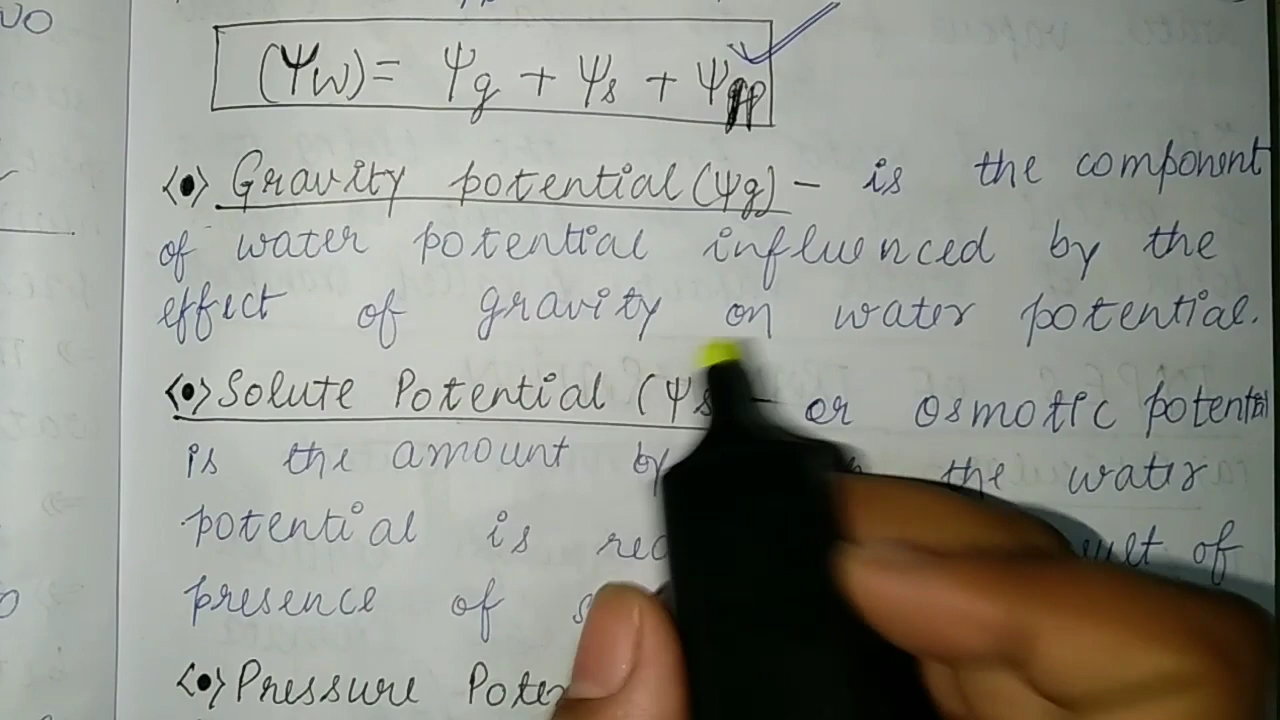 (Ψw) = Ψg + Ψs + Ψp
<•> Gravity potential (Ψg) - is the component
of water potential influenced by the
effect of gravity on water potential.
<•> Solute Potential (Ψs - or osmotic potential
is the amount by the water
potential is of
presence of
<•> Pressure